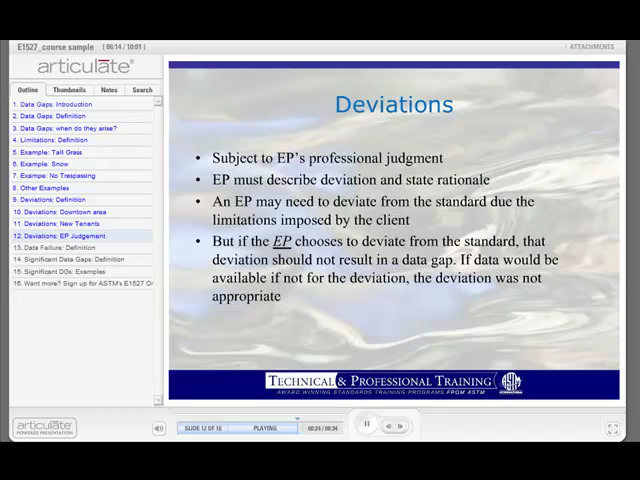 E1527_course sample (06:14 / 10:01)
ATTACHMENTS
articulate®
Outline Thumbnails Notes Search
1. Data Gaps: Introduction
2. Data Gaps: Definition
3. Data Gaps: when do they arise?
4. Limitations: Definition
5. Example: Tall Grass
6. Example: Snow
7. Exampe: No Trespassing
8. Other Examples
9. Deviations: Definition
10. Deviations: Downtown area
11. Deviations: New Tenants
12. Deviations: EP Judgement
13. Data Failure: Definition
14. Significant Data Gaps: Definition
15. Significant DGs: Examples
16. Want more? Sign up for ASTM's E1527 On
Deviations
• Subject to EP's professional judgment
• EP must describe deviation and state rationale
• An EP may need to deviate from the standard due the
limitations imposed by the client
• But if the EP chooses to deviate from the standard, that
deviation should not result in a data gap. If data would be
available if not for the deviation, the deviation was not
appropriate
TECHNICAL & PROFESSIONAL TRAINING
AWARD WINNING STANDARDS TRAINING PROGRAMS FROM ASTM
ASTM
INTERNATIONAL
articulate
POWERED PRESENTATION
SLIDE 12 OF 16 PLAYING 00:24 / 00:34